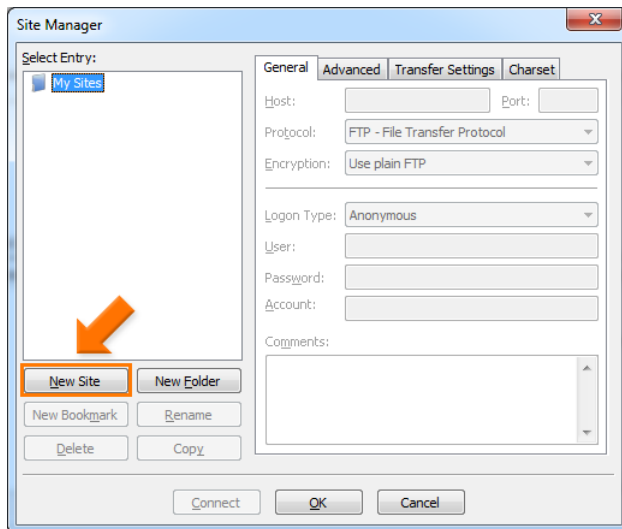 Site Manager
Select Entry:
My Sites
New Site New Folder
New Bookmark Rename
Delete Copy
General Advanced Transfer Settings Charset
Host: Port:
Protocol: FTP - File Transfer Protocol
Encryption: Use plain FTP
Logon Type: Anonymous
User:
Password:
Account:
Comments:
Connect OK Cancel